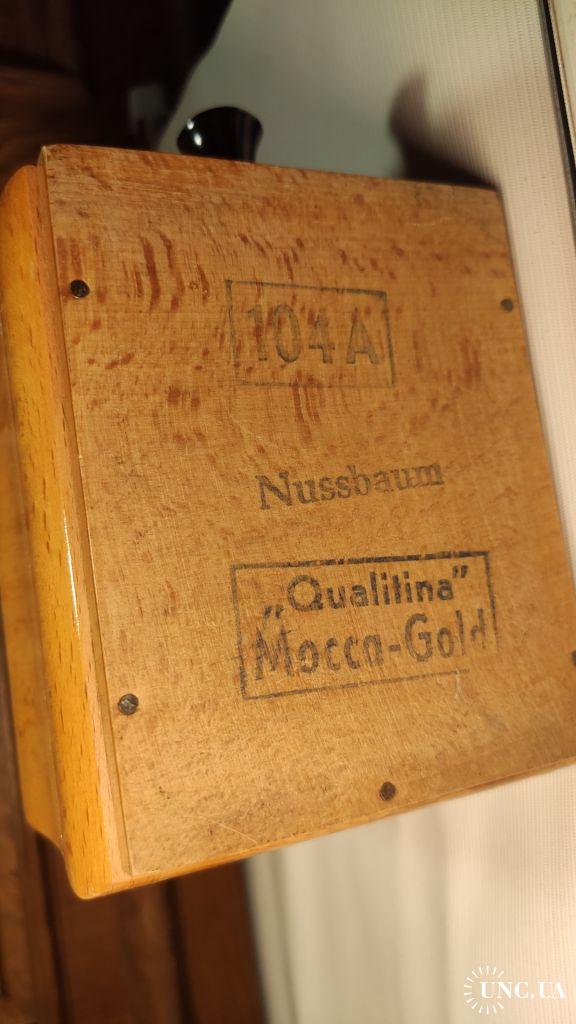 104A
Nussbaum
„Qualitina”
Mocca-Gold
UNC.UA